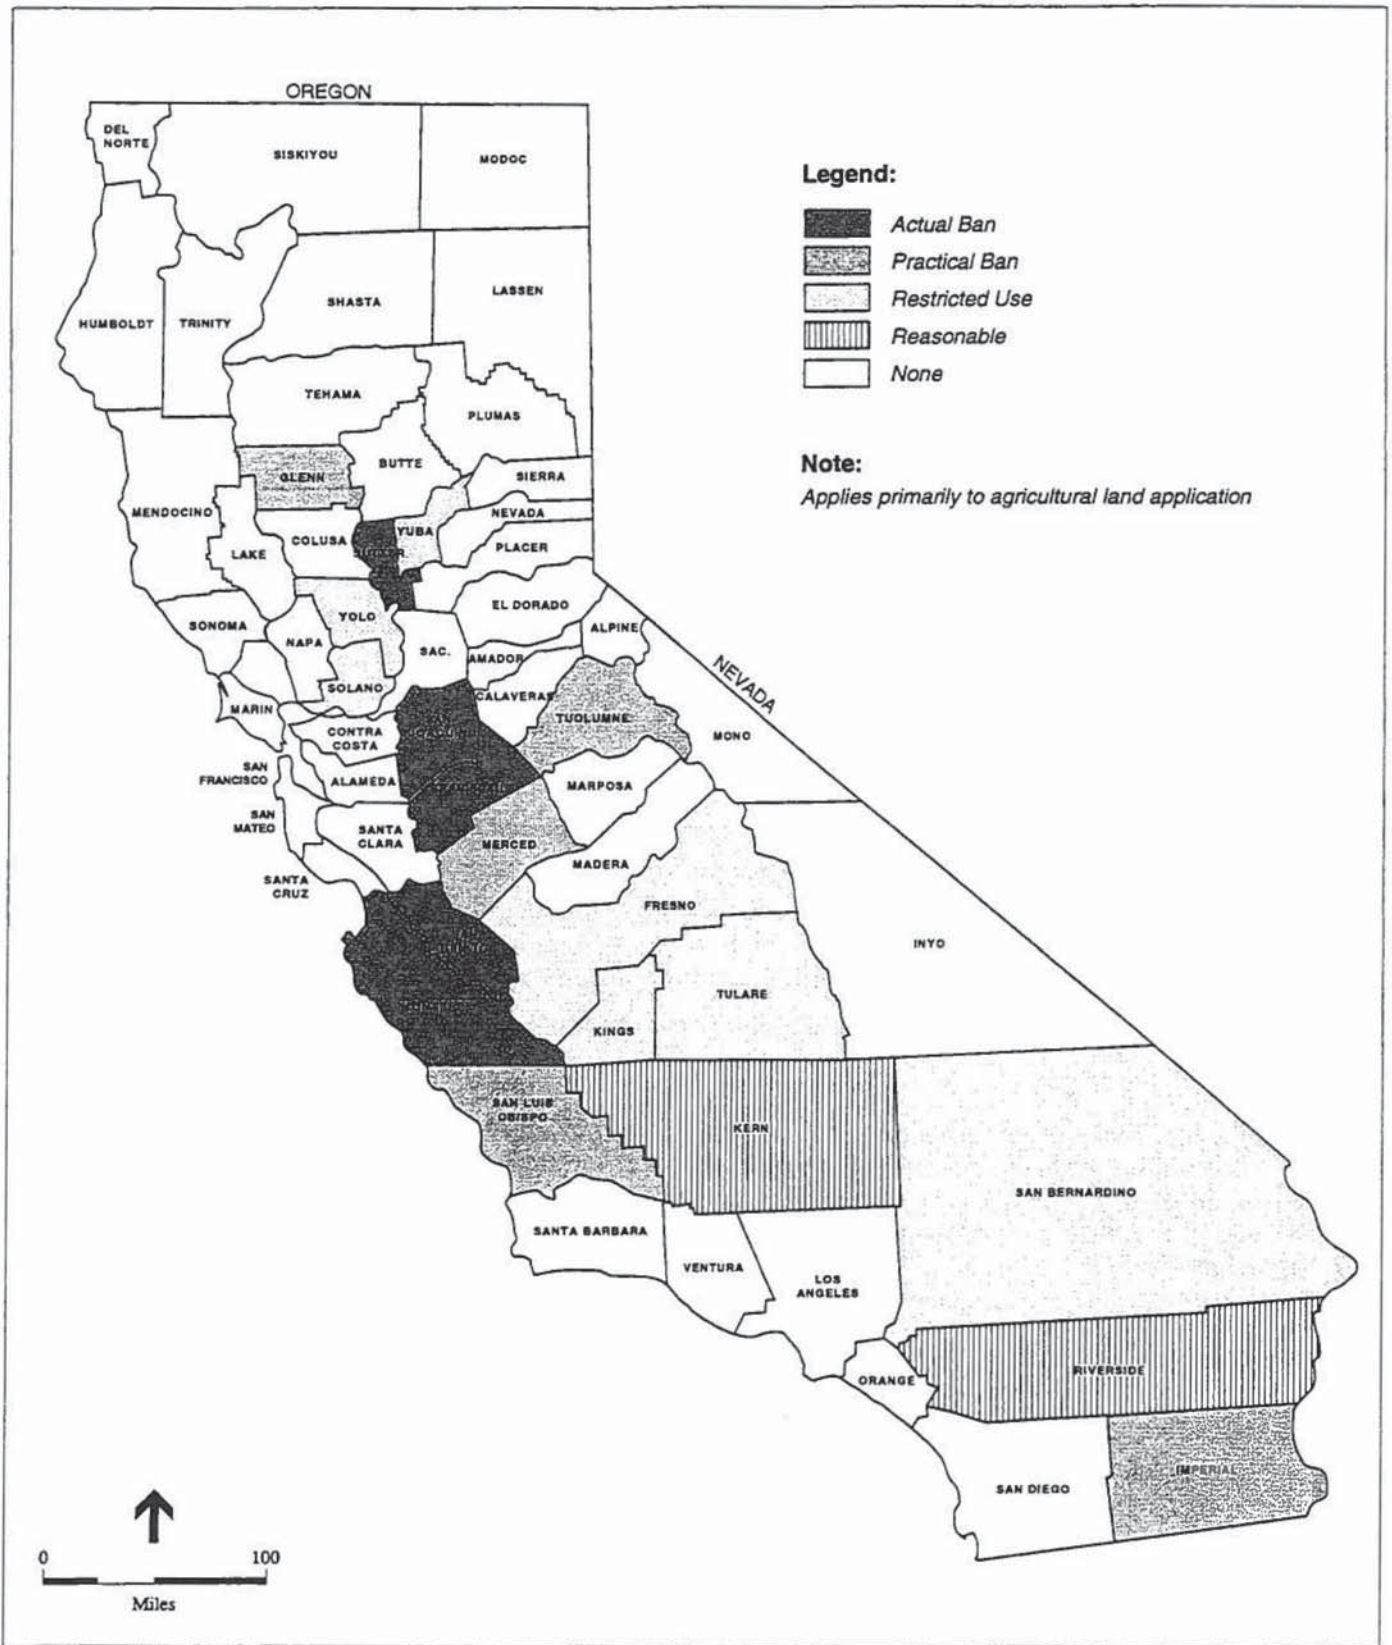 OREGON
DEL
NORTE
SISKIYOU
MODOC
HUMBOLDT
TRINITY
SHASTA
LASSEN
TEHAMA
PLUMAS
GLENN
BUTTE
SIERRA
MENDOCINO
NEVADA
COLUSA
YUBA
LAKE
SUTTER
PLACER
YOLO
EL DORADO
SONOMA
NAPA
SAC.
AMADOR
ALPINE
SOLANO
CALAVERAS
MARIN
TUOLUMNE
CONTRA
COSTA
MONO
NEVADA
SAN
FRANCISCO
ALAMEDA
MARPOSA
SAN
MATEO
SANTA
CLARA
MERCED
MADERA
SANTA
CRUZ
FRESNO
INYO
TULARE
KINGS
SAN LUIS
OBISPO
KERN
SAN BERNARDINO
SANTA BARBARA
VENTURA
LOS
ANGELES
ORANGE
RIVERSIDE
SAN DIEGO
IMPERIAL
Legend:
Actual Ban
Practical Ban
Restricted Use
Reasonable
None
Note:
Applies primarily to agricultural land application
0 100
Miles